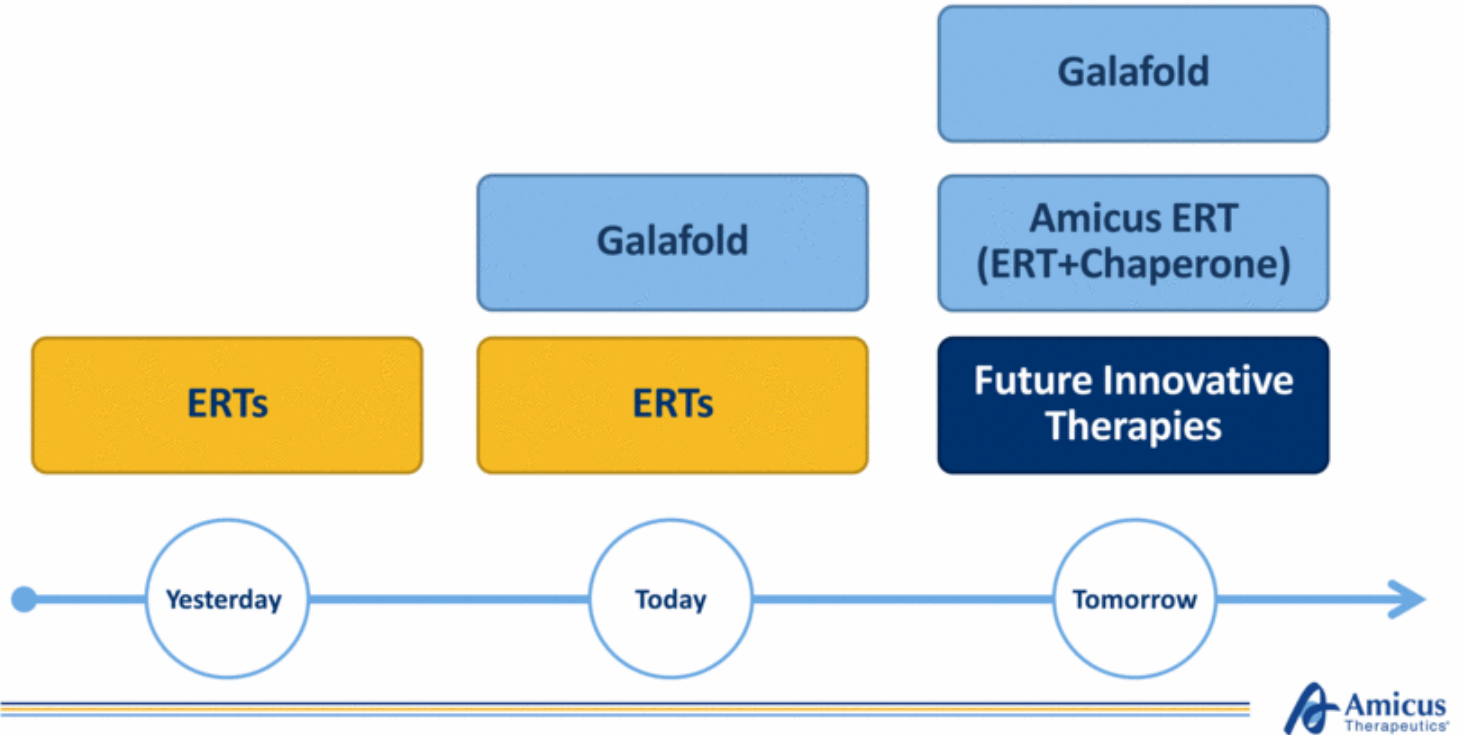 Galafold
Galafold
Amicus ERT
(ERT+Chaperone)
ERTs
ERTs
Future Innovative
Therapies
Yesterday
Today
Tomorrow
Amicus
Therapeutics®